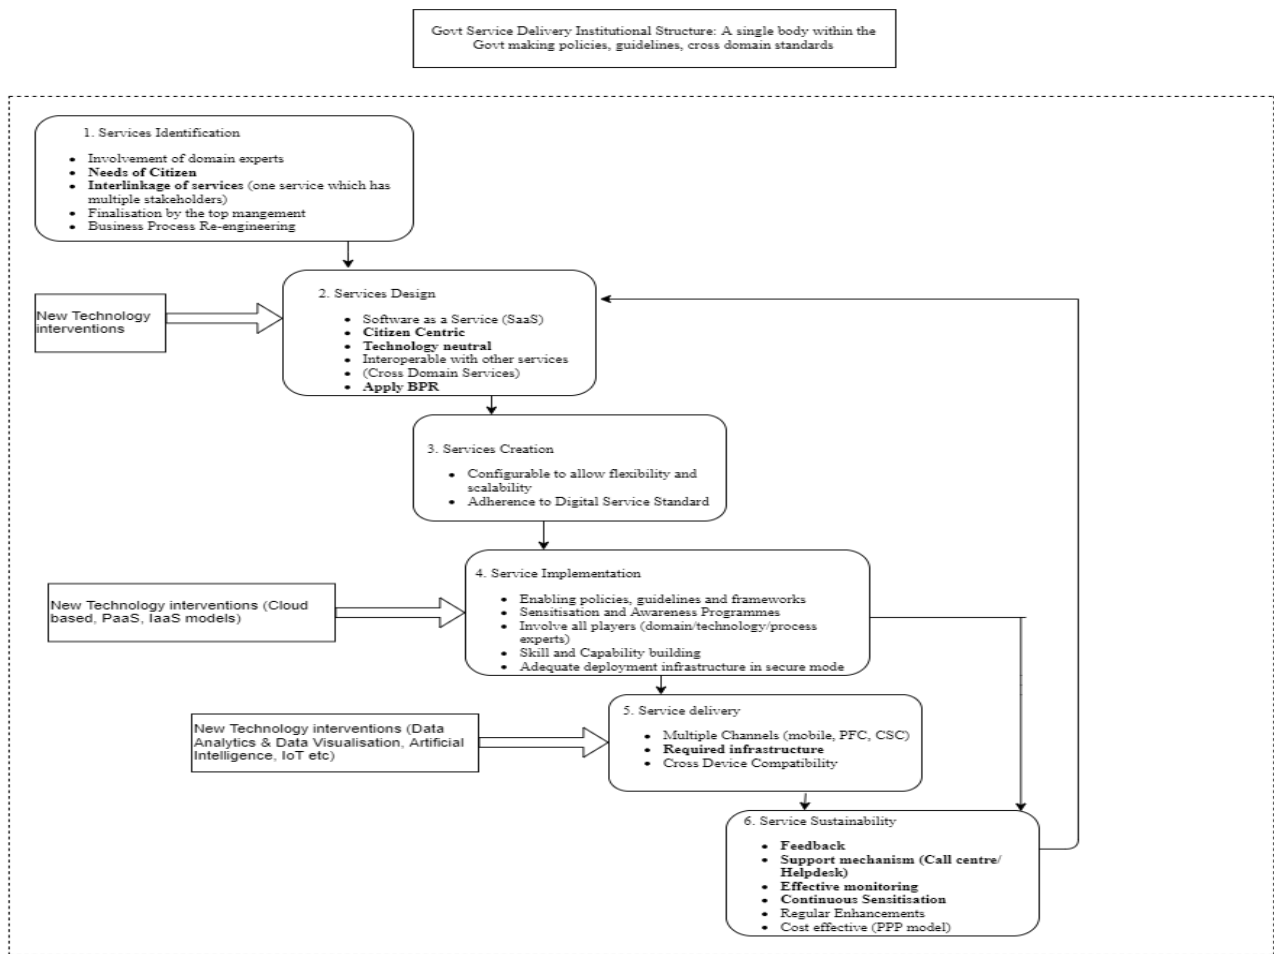 Govt Service Delivery Institutional Structure: A single body within the
Govt making policies, guidelines, cross domain standards
1. Services Identification
• Involvement of domain experts
• Needs of Citizen
• Interlinkage of services (one service which has
multiple stakeholders)
• Finalisation by the top mangement
• Business Process Re-engineering
New Technology
interventions
2. Services Design
• Software as a Service (SaaS)
• Citizen Centric
• Technology neutral
• Interoperable with other services
• (Cross Domain Services)
• Apply BPR
3. Services Creation
• Configurable to allow flexibility and
scalability
• Adherence to Digital Service Standard
New Technology interventions (Cloud
based, PaaS, IaaS models)
4. Service Implementation
• Enabling policies, guidelines and frameworks
• Sensitisation and Awareness Programmes
• Involve all players (domain/technology/process
experts)
• Skill and Capability building
• Adequate deployment infrastructure in secure mode
New Technology interventions (Data
Analytics & Data Visualisation, Artificial
Intelligence, IoT etc)
5. Service delivery
• Multiple Channels (mobile, PFC, CSC)
• Required infrastructure
• Cross Device Compatibility
6. Service Sustainability
• Feedback
• Support mechanism (Call centre/
Helpdesk)
• Effective monitoring
• Continuous Sensitisation
• Regular Enhancements
• Cost effective (PPP model)